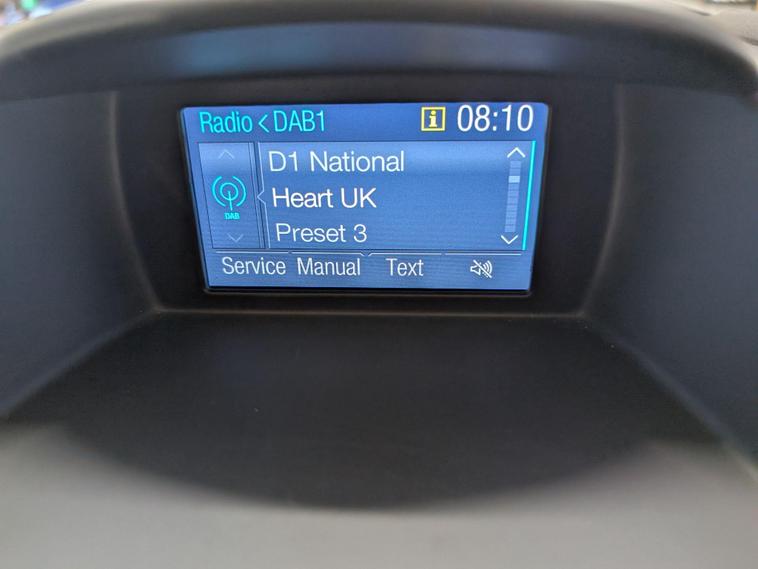 Radio < DAB1 i 08:10
D1 National
Heart UK
DAB
Preset 3
Service Manual Text